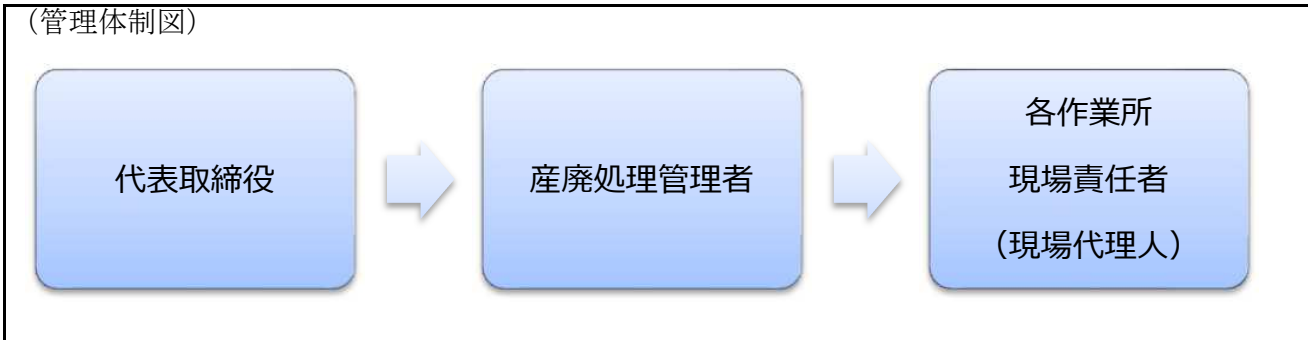 （管理体制図）
代表取締役
産廃処理管理者
各作業所
現場責任者
（現場代理人）